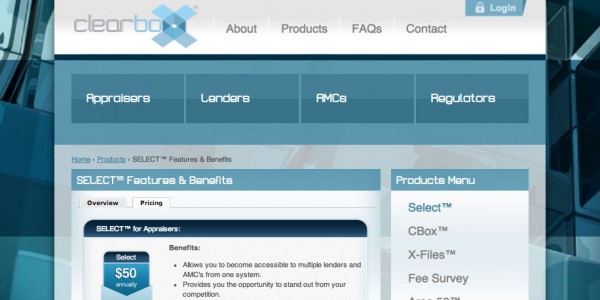 clearbox
Login
About Products FAQs Contact
Appraisers Lenders AMCs Regulators
Home › Products › SELECT™ Features & Benefits
SELECT™ Features & Benefits
Overview Pricing
SELECT™ for Appraisers:
Select
$50
annually
Benefits:
• Allows you to become accessible to multiple lenders and
AMC's from one system.
• Provides you the opportunity to stand out from your
competition.
Products Menu
Select™
CBox™
X-Files™
Fee Survey